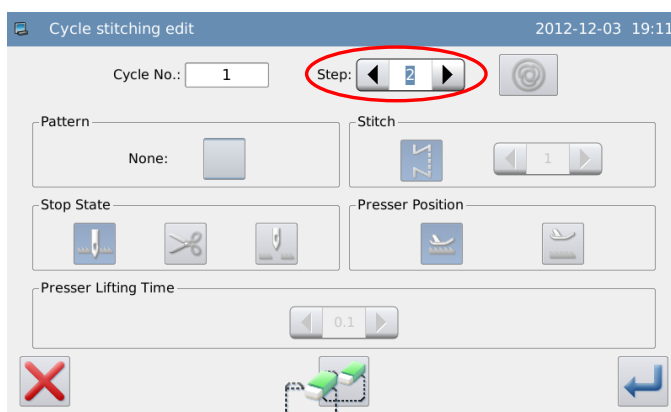 Cycle stitching edit 2012-12-03 19:11
Cycle No.: 1 Step: 2
Pattern Stitch
None: 1
Stop State Presser Position
Presser Lifting Time
0.1